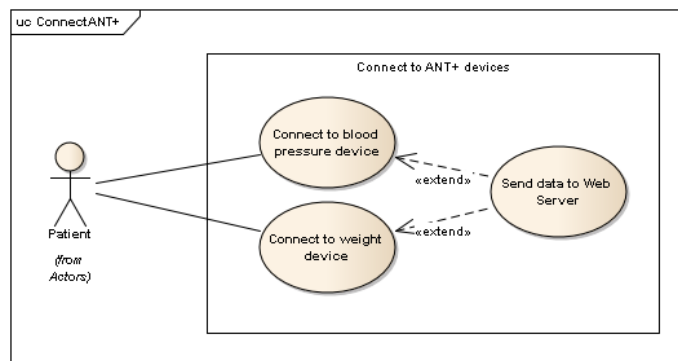 uc ConnectANT+
Connect to ANT+ devices
Connect to blood
pressure device
«extend»
Send data to Web
Server
«extend»
Connect to weight
device
Patient
(from
Actors)